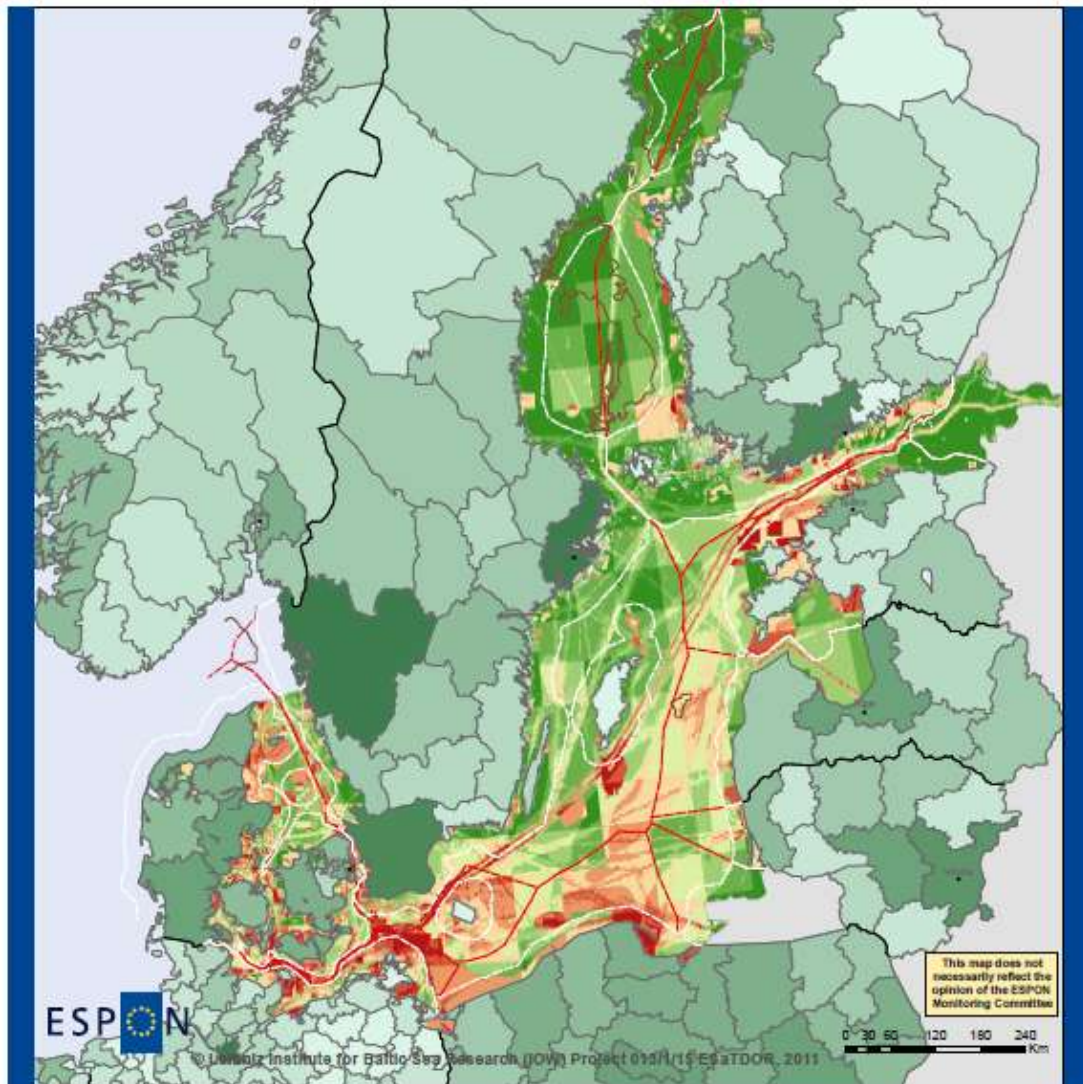 This map does not
necessarily reflect the
opinion of the ESPON
Monitoring Committee
ESPON
0 30 60 120 180 240
Km
© Leibniz Institute for Baltic Sea Research (IOW) Project 013/1/15 ESaTDOR, 2011